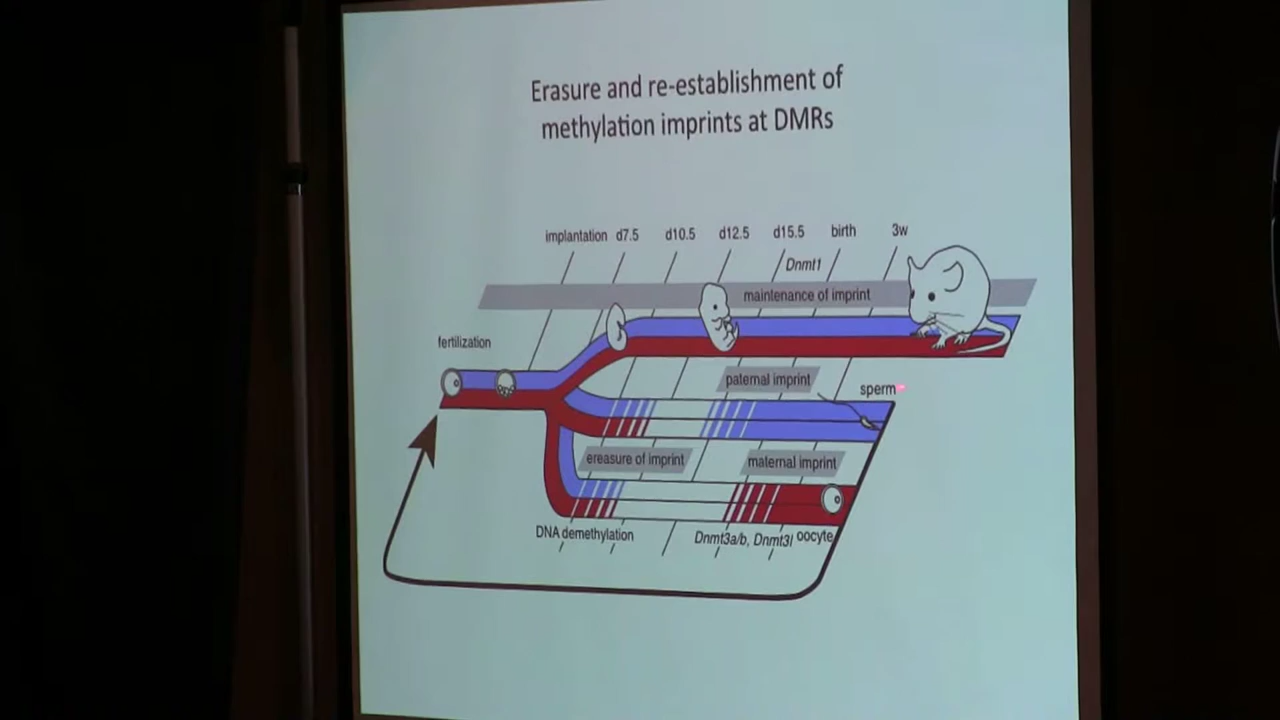 Erasure and re-establishment of
methylation imprints at DMRs
implantation d7.5 d10.5 d12.5 d15.5 birth 3w
Dnmt1
maintenance of imprint
fertilization
paternal imprint
sperm
ereasure of imprint
maternal imprint
DNA demethylation
Dnmt3a/b, Dnmt3l oocyte